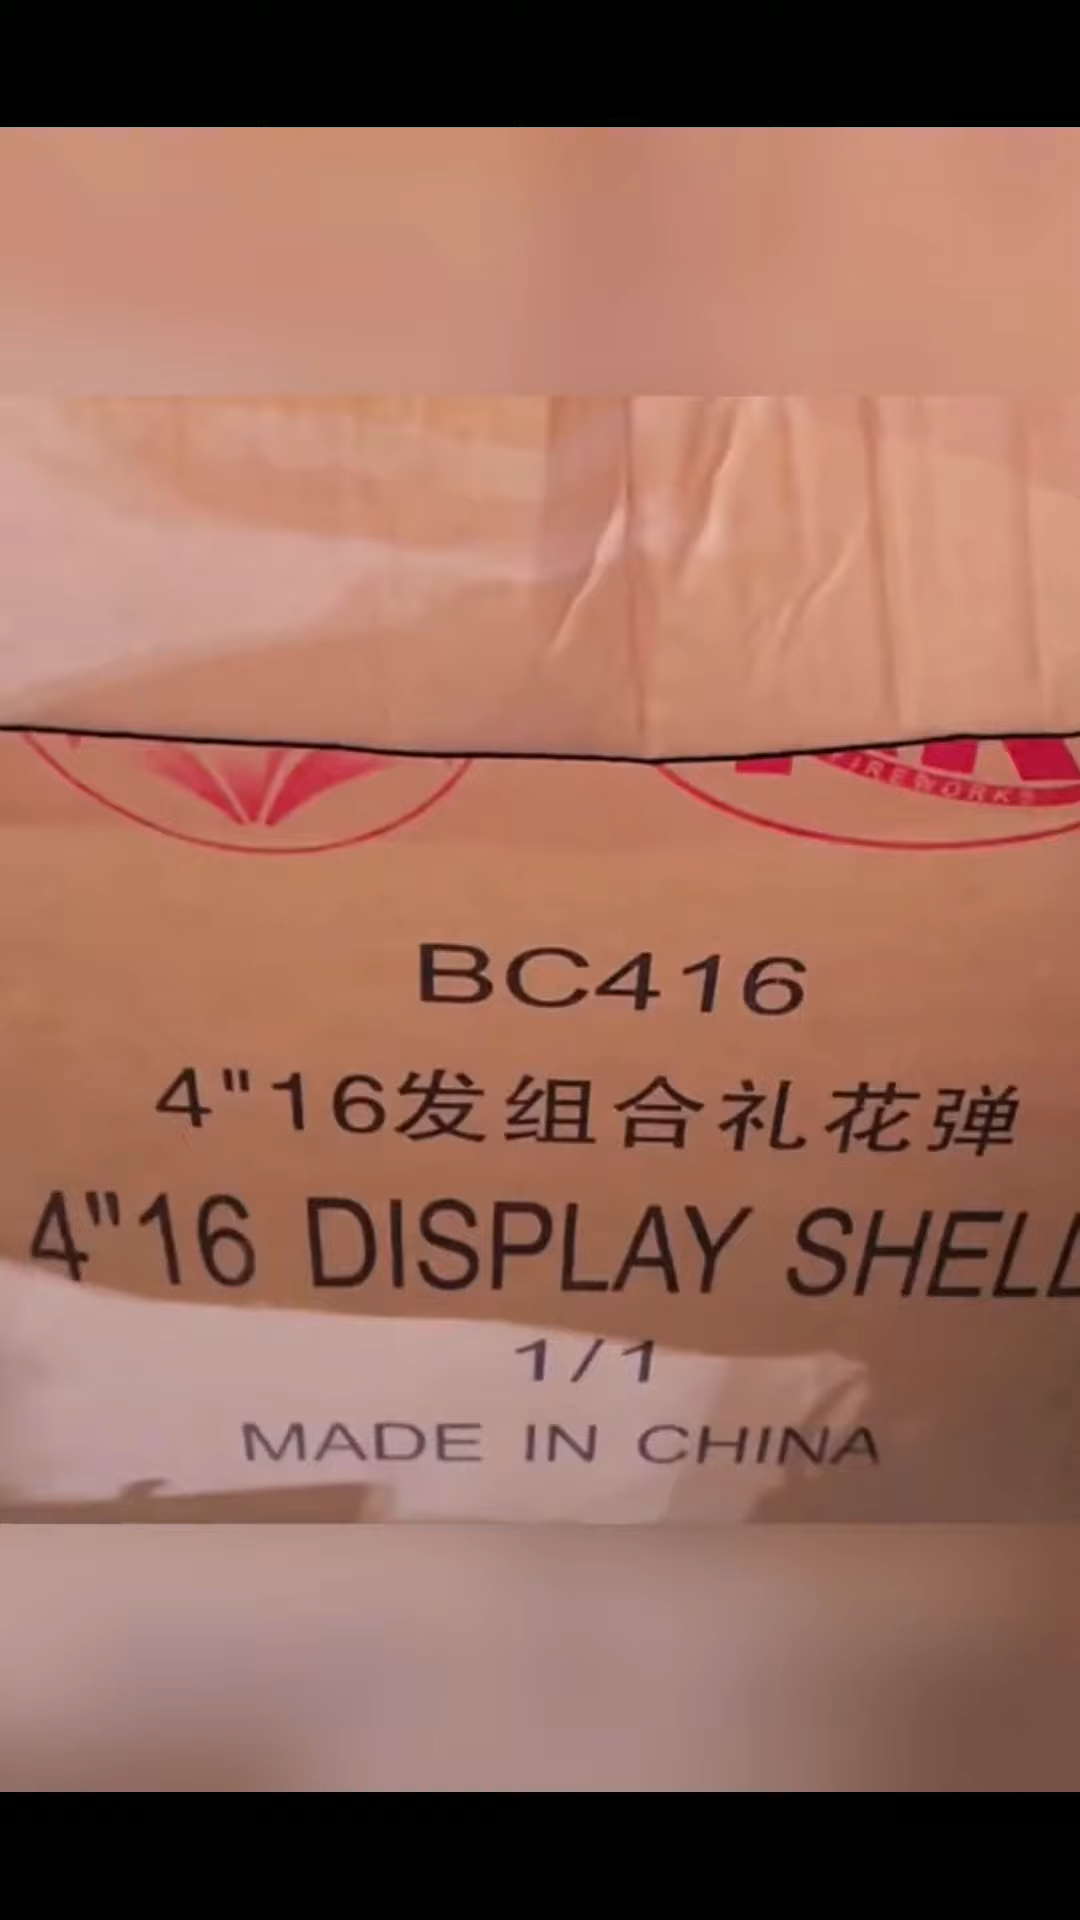 FIREWORKS
BC416
4"16发组合礼花弹
4"16 DISPLAY SHELL
1/1
MADE IN CHINA